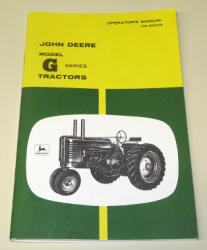 OPERATOR'S MANUAL
JOHN DEERE
MODEL
G SERIES
TRACTORS